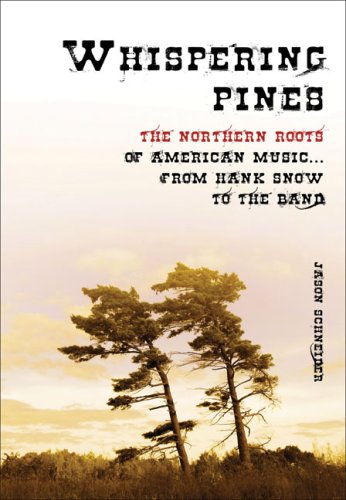 WHISPERING
PINES
THE NORTHERN ROOTS
OF AMERICAN MUSIC...
FROM HANK SNOW
TO THE BAND
JASON SCHNEIDER